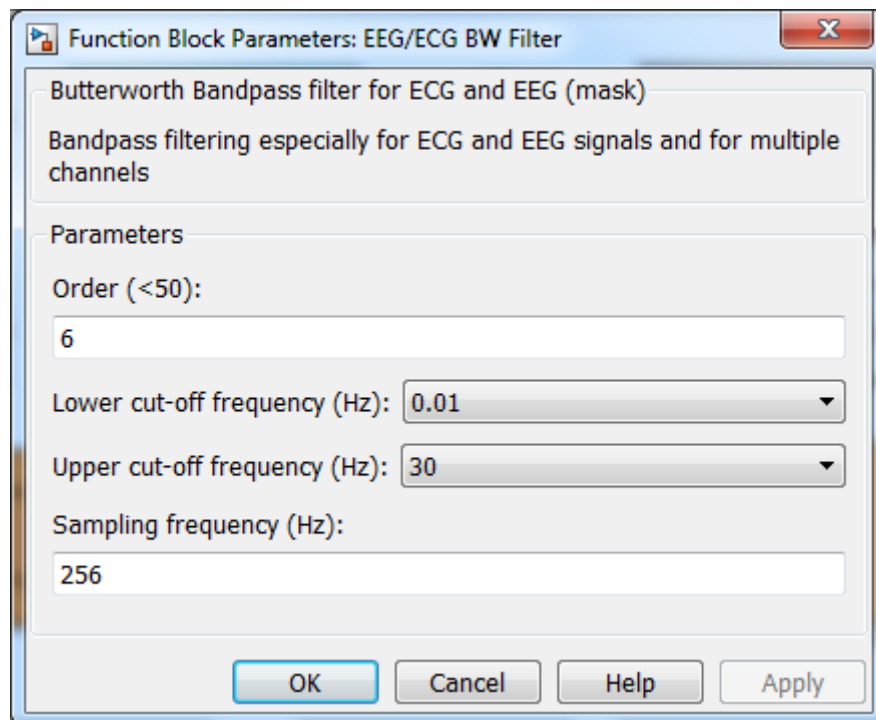 Function Block Parameters: EEG/ECG BW Filter
Butterworth Bandpass filter for ECG and EEG (mask)
Bandpass filtering especially for ECG and EEG signals and for multiple
channels
Parameters
Order (<50):
6
Lower cut-off frequency (Hz): 0.01
Upper cut-off frequency (Hz): 30
Sampling frequency (Hz):
256
OK Cancel Help Apply